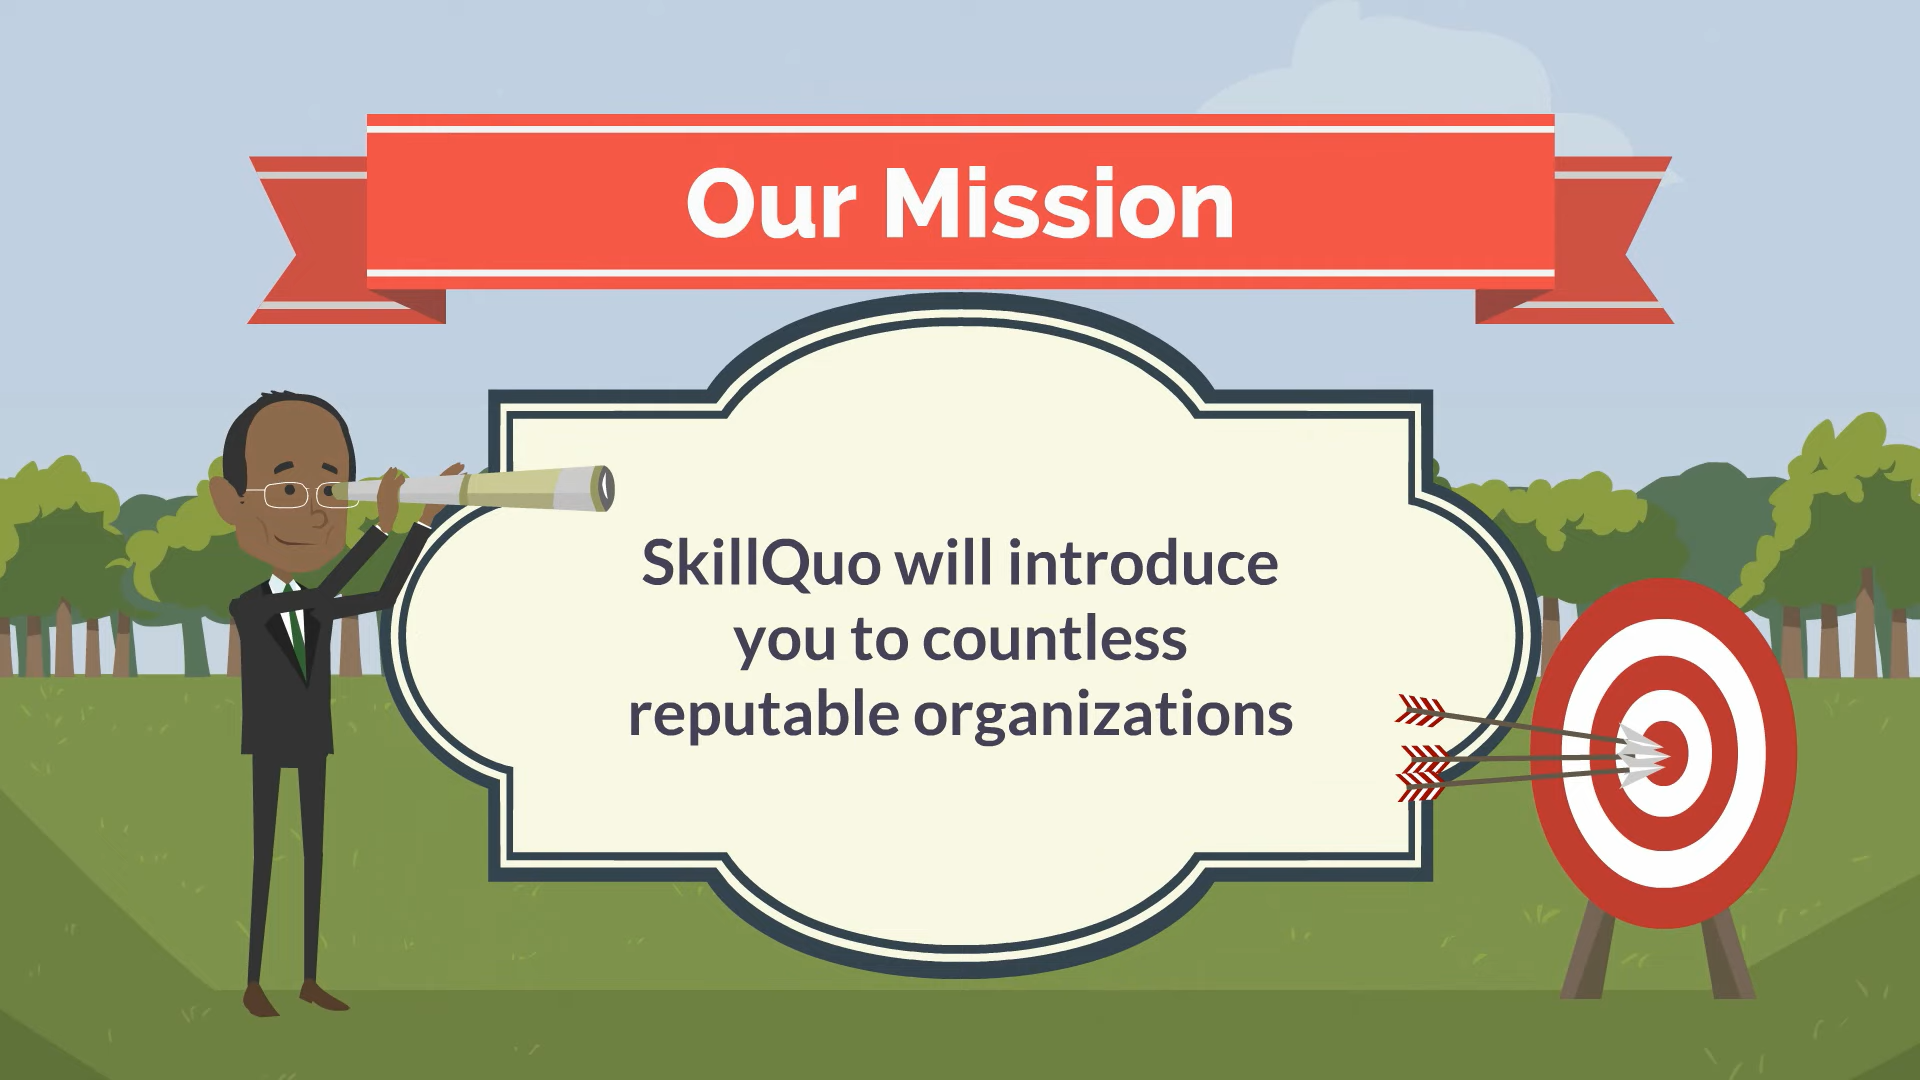 Our Mission
SkillQuo will introduce
you to countless
reputable organizations